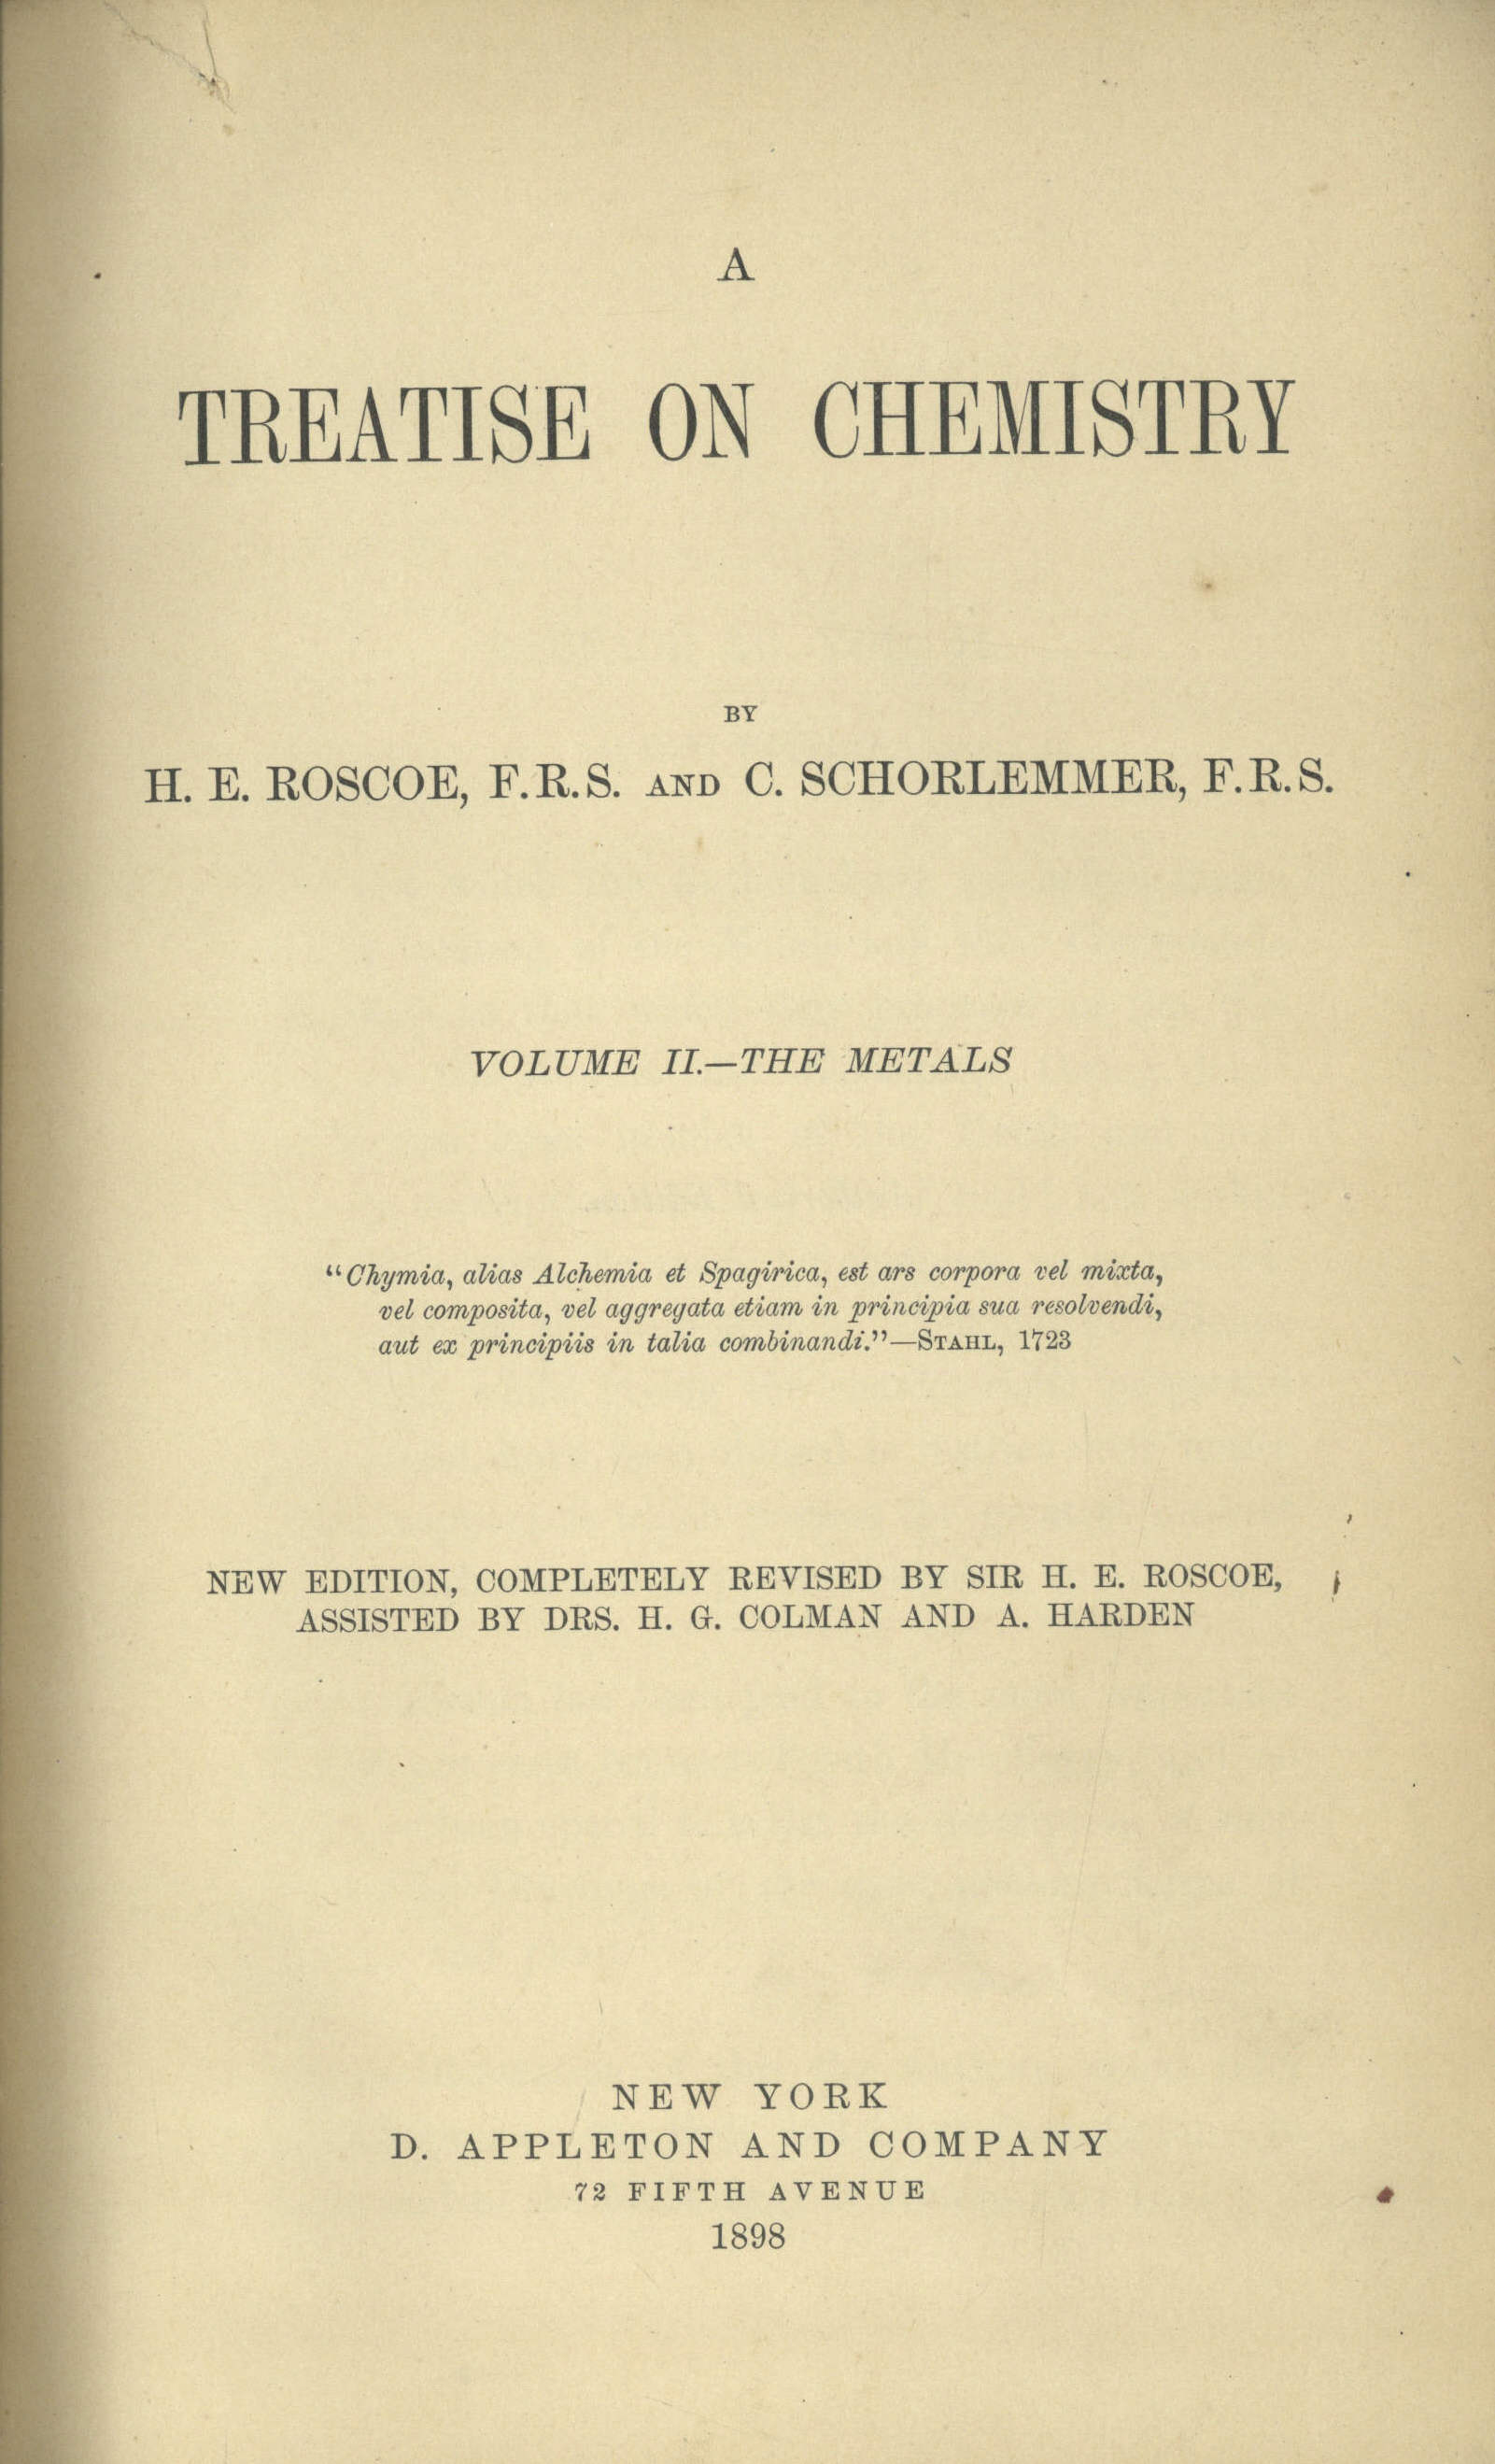 A
TREATISE ON CHEMISTRY
BY
H. E. ROSCOE, F.R.S. AND C. SCHORLEMMER, F.R.S.
VOLUME II.—THE METALS
“Chymia, alias Alchemia et Spagirica, est ars corpora vel mixta,
vel composita, vel aggregata etiam in principia sua resolvendi,
aut ex principiis in talia combinandi.”—STAHL, 1723
NEW EDITION, COMPLETELY REVISED BY SIR H. E. ROSCOE,
ASSISTED BY DRS. H. G. COLMAN AND A. HARDEN
NEW YORK
D. APPLETON AND COMPANY
72 FIFTH AVENUE
1898